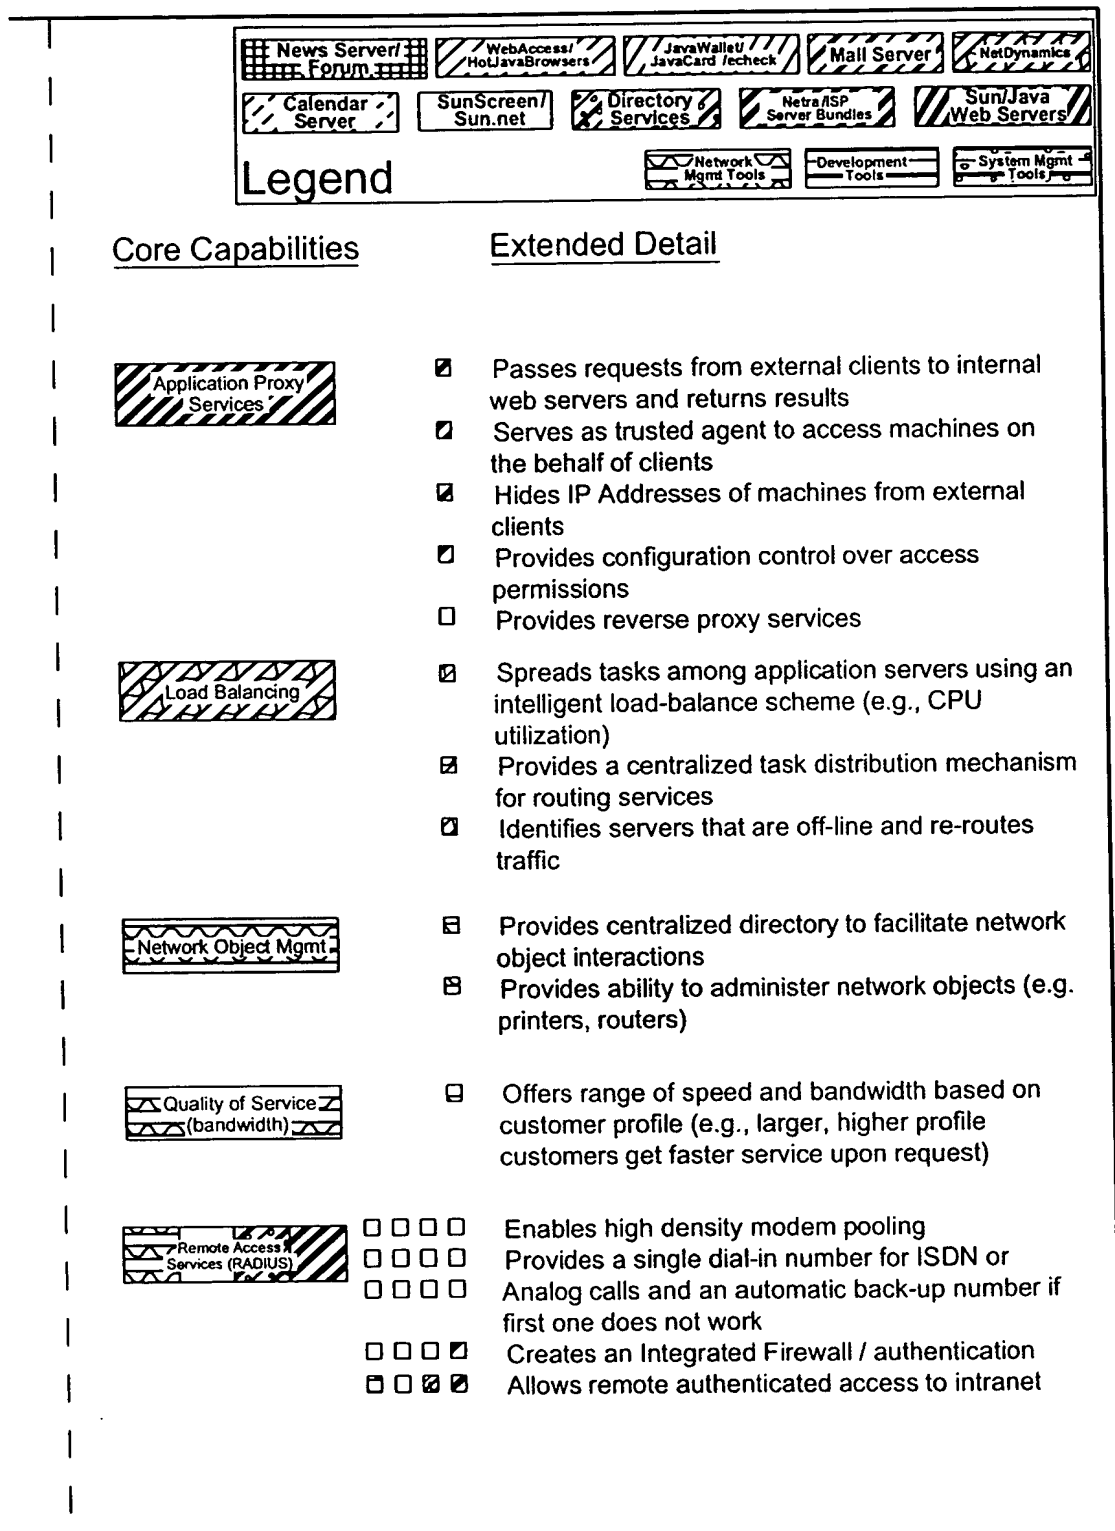 News Server/
Forum
WebAccess/
HotJavaBrowsers
JavaWallet/
JavaCard /echeck
Mail Server
NetDynamics
Calendar
Server
SunScreen/
Sun.net
Directory
Services
Netra/ISP
Server Bundles
Sun/Java
Web Servers
Legend
Network
Mgmt Tools
Development
Tools
System Mgmt
Tools
Core Capabilities
Extended Detail
Application Proxy
Services
Passes requests from external clients to internal
web servers and returns results
Serves as trusted agent to access machines on
the behalf of clients
Hides IP Addresses of machines from external
clients
Provides configuration control over access
permissions
Provides reverse proxy services
Load Balancing
Spreads tasks among application servers using an
intelligent load-balance scheme (e.g., CPU
utilization)
Provides a centralized task distribution mechanism
for routing services
Identifies servers that are off-line and re-routes
traffic
Network Object Mgmt
Provides centralized directory to facilitate network
object interactions
Provides ability to administer network objects (e.g.
printers, routers)
Quality of Service
(bandwidth)
Offers range of speed and bandwidth based on
customer profile (e.g., larger, higher profile
customers get faster service upon request)
Remote Access
Services (RADIUS)
Enables high density modem pooling
Provides a single dial-in number for ISDN or
Analog calls and an automatic back-up number if
first one does not work
Creates an Integrated Firewall / authentication
Allows remote authenticated access to intranet